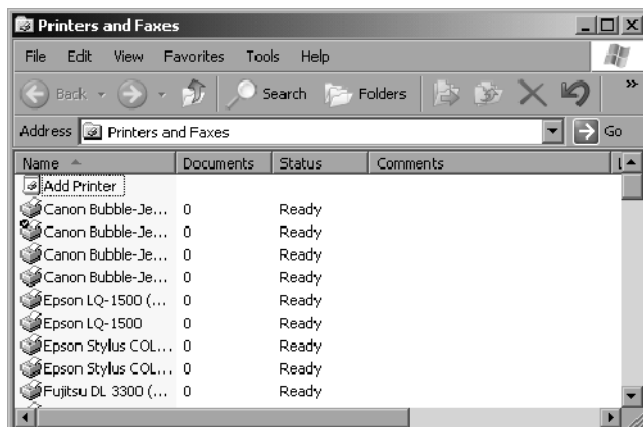 Printers and Faxes
File Edit View Favorites Tools Help
Back Search Folders
Address Printers and Faxes Go
Name Documents Status Comments L
Add Printer
Canon Bubble-Je... 0 Ready
Canon Bubble-Je... 0 Ready
Canon Bubble-Je... 0 Ready
Canon Bubble-Je... 0 Ready
Epson LQ-1500 (... 0 Ready
Epson LQ-1500 0 Ready
Epson Stylus COL... 0 Ready
Epson Stylus COL... 0 Ready
Fujitsu DL 3300 (... 0 Ready